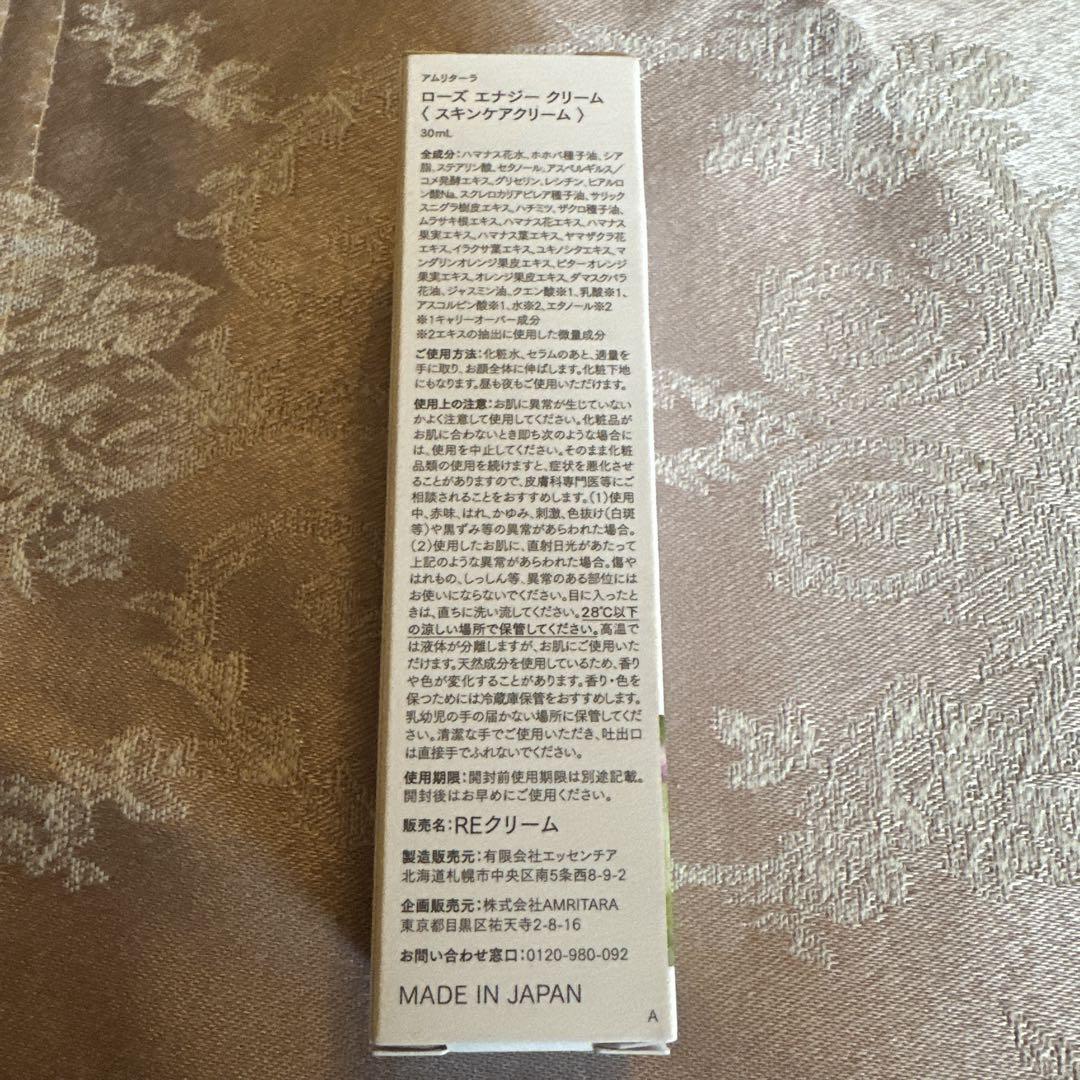 アムリターラ
ローズ エナジー クリーム
〈 スキンケアクリーム 〉
30mL
全成分:ハマナス花水、ホホバ種子油、シア
脂、ステアリン酸、セタノール、アスペルギルス/
コメ発酵エキス、グリセリン、レシチン、ヒアルロ
ン酸Na、スクレロカリアビレア種子油、サリック
スニグラ樹皮エキス、ハチミツ、ザクロ種子油、
ムラサキ根エキス、ハマナス花エキス、ハマナス
果実エキス、ハマナス葉エキス、ヤマザクラ花
エキス、イラクサ葉エキス、ユキノシタエキス、マ
ンダリンオレンジ果皮エキス、ビターオレンジ
果実エキス、オレンジ果皮エキス、ダマスクバラ
花油、ジャスミン油、クエン酸※1、乳酸※1、
アスコルビン酸※1、水※2、エタノール※2
※1キャリーオーバー成分
※2エキスの抽出に使用した微量成分
ご使用方法:化粧水、セラムのあと、適量を
手に取り、お顔全体に伸ばします。化粧下地
にもなります。昼も夜もご使用いただけます。
使用上の注意:お肌に異常が生じていない
かよく注意して使用してください。化粧品が
お肌に合わないとき即ち次のような場合に
は、使用を中止してください。そのまま化粧
品類の使用を続けますと、症状を悪化させ
ることがありますので、皮膚科専門医等にご
相談されることをおすすめします。(1)使用
中、赤味、はれ、かゆみ、刺激、色抜け(白斑
等)や黒ずみ等の異常があらわれた場合。
(2)使用したお肌に、直射日光があたって
上記のような異常があらわれた場合。傷や
はれもの、しっしん等、異常のある部位には
お使いにならないでください。目に入ったと
きは、直ちに洗い流してください。28℃以下
の涼しい場所で保管してください。高温で
は液体が分離しますが、お肌にご使用いた
だけます。天然成分を使用しているため、香り
や色が変化することがあります。香り・色を
保つためには冷蔵庫保管をおすすめします。
乳幼児の手の届かない場所に保管してくだ
さい。清潔な手でご使用いただき、吐出口
は直接手でふれないでください。
使用期限:開封前使用期限は別途記載。
開封後はお早めにご使用ください。
販売名:REクリーム
製造販売元:有限会社エッセンチア
北海道札幌市中央区南5条西8-9-2
企画販売元:株式会社AMRITARA
東京都目黒区祐天寺2-8-16
お問い合わせ窓口:0120-980-092
MADE IN JAPAN
A